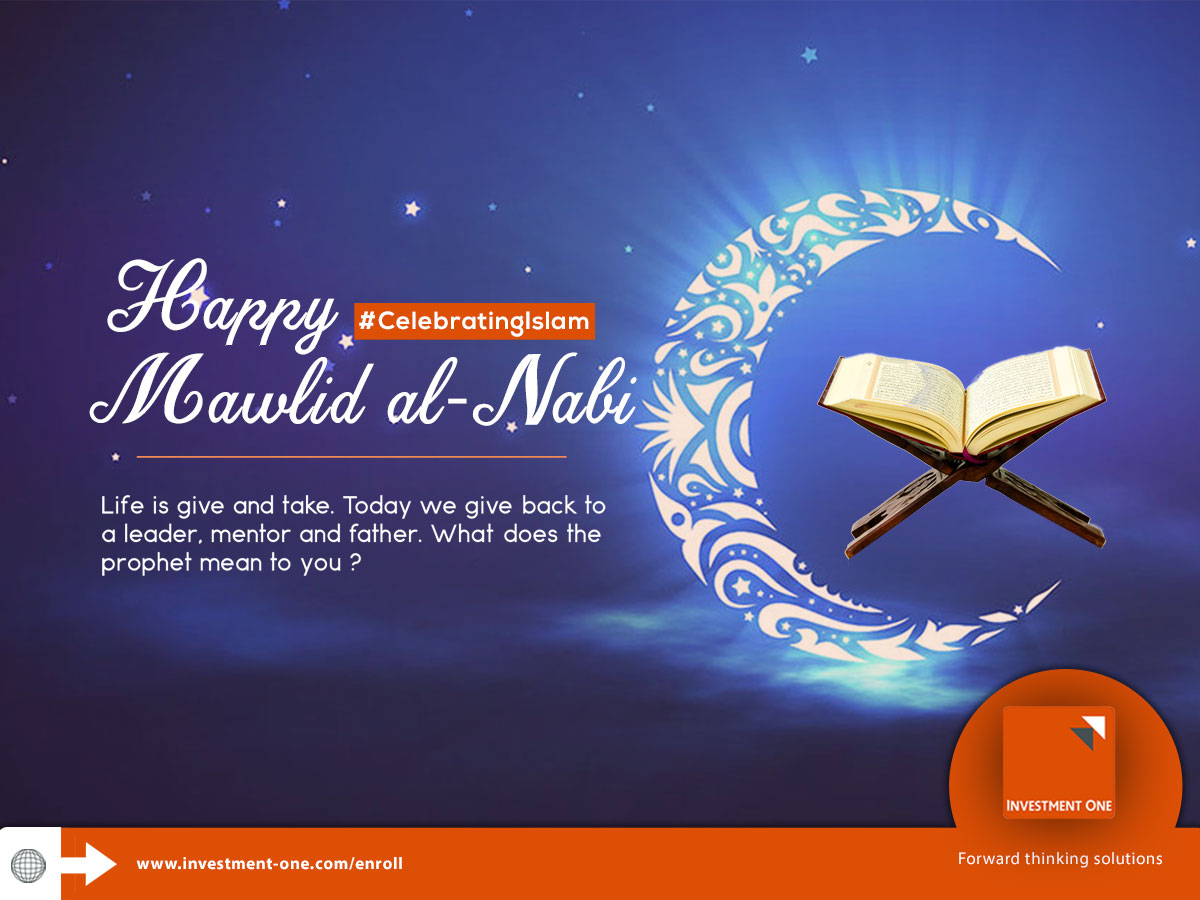 Happy #CelebratingIslam
Mawlid al-Nabi
Life is give and take. Today we give back to
a leader, mentor and father. What does the
prophet mean to you ?
INVESTMENT ONE
www.investment-one.com/enroll
Forward thinking solutions